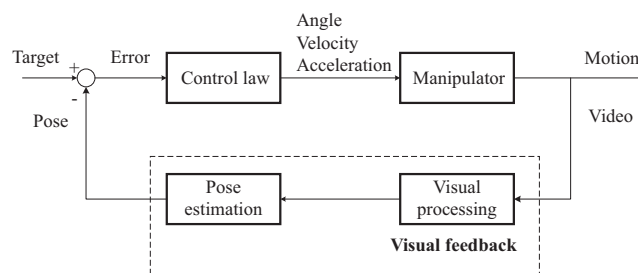 Target
+
-
Error
Control law
Angle
Velocity
Acceleration
Manipulator
Motion
Video
Pose
Pose
estimation
Visual
processing
Visual feedback